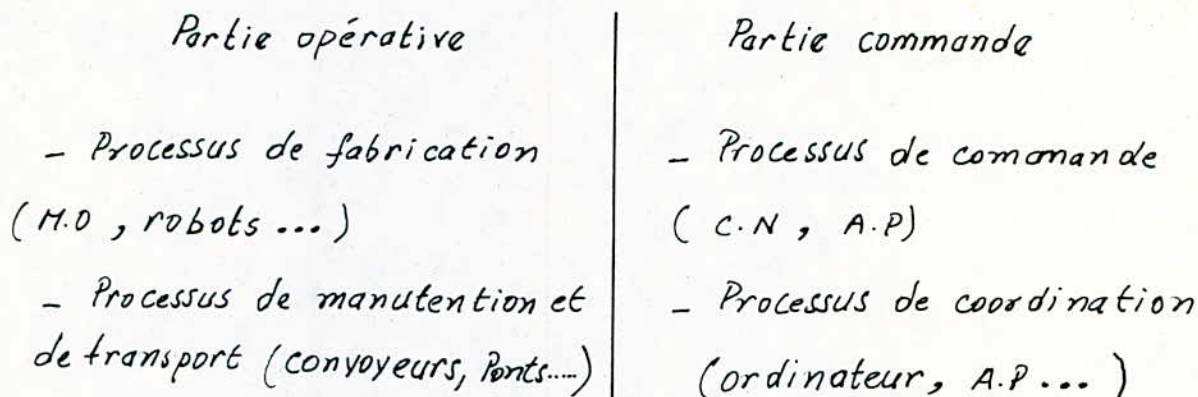 Partie opérative
- Processus de fabrication
(M.O , robots ...)
- Processus de manutention et
de transport (convoyeurs, Ponts.....)
Partie commande
- Processus de commande
( C.N , A.P)
- Processus de coordination
(ordinateur, A.P ... )